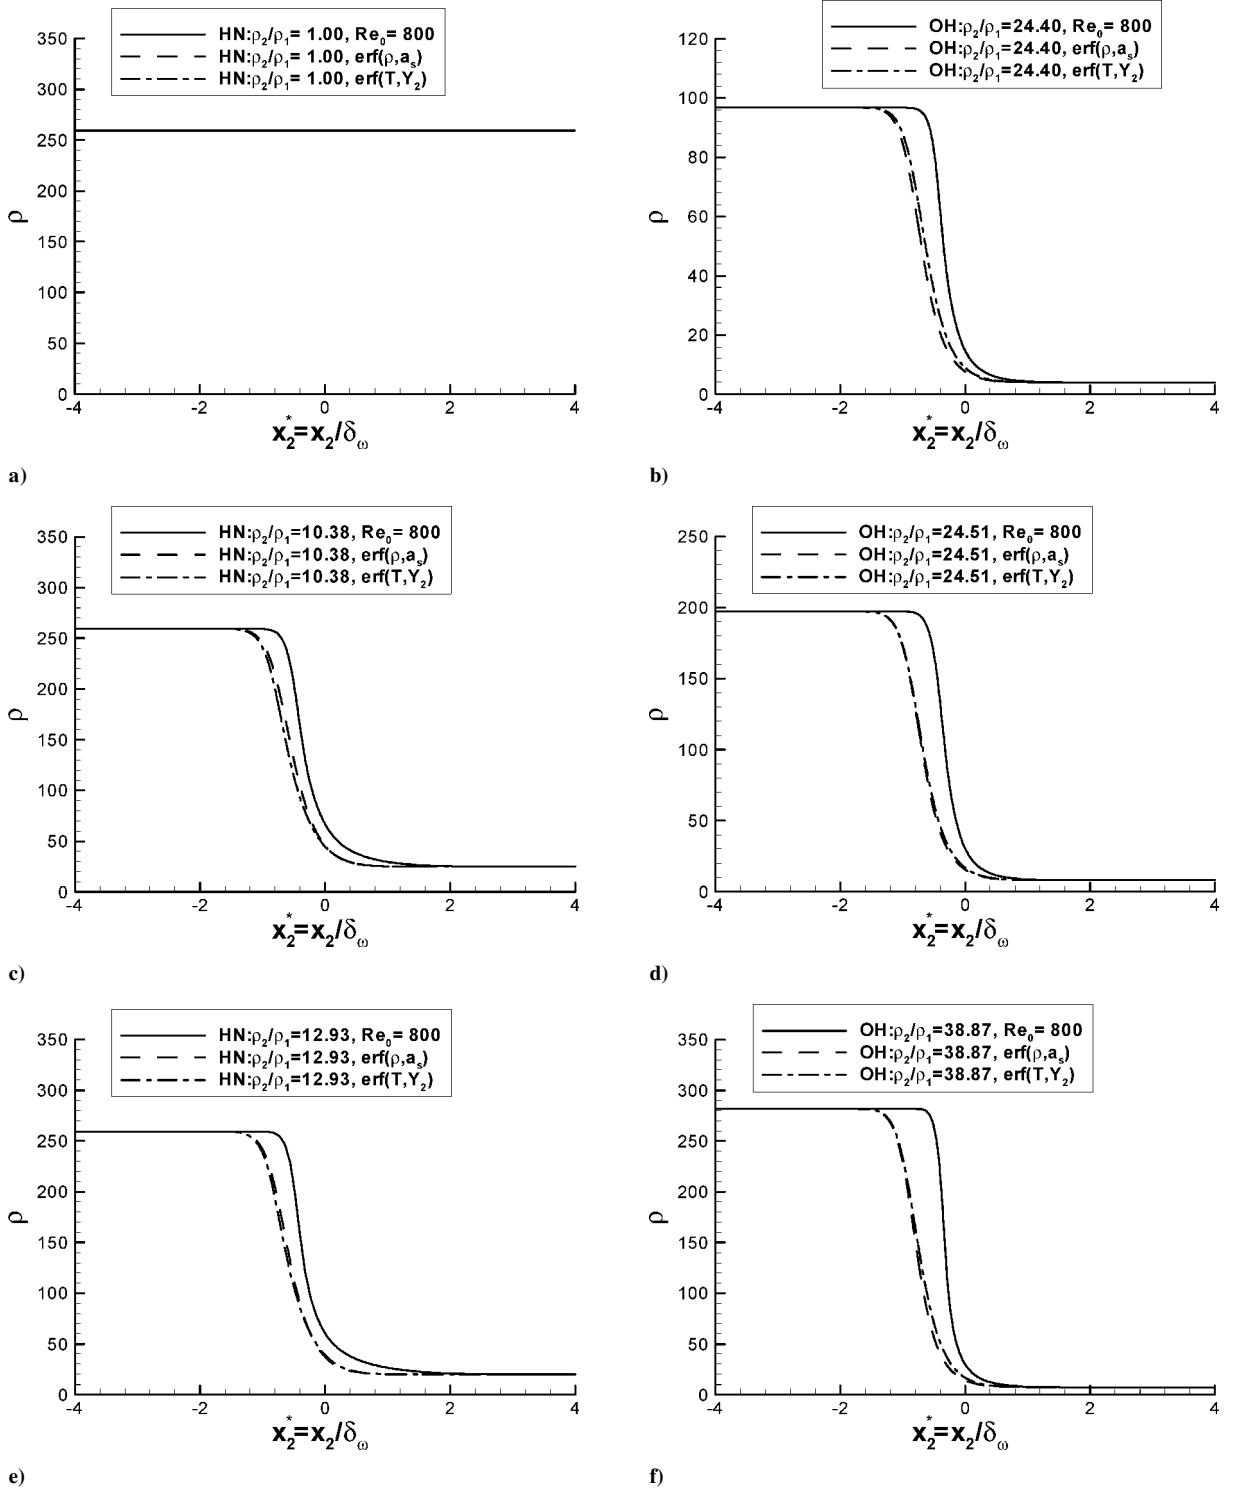 HN:ρ2/ρ1= 1.00, Re0= 800
HN:ρ2/ρ1= 1.00, erf(ρ,as)
HN:ρ2/ρ1= 1.00, erf(T,Y2)
350
300
250
200
150
100
50
0
ρ
-4 -2 0 2 4
x2*=x2/δω
a)
OH:ρ2/ρ1=24.40, Re0= 800
OH:ρ2/ρ1=24.40, erf(ρ,as)
OH:ρ2/ρ1=24.40, erf(T,Y2)
120
100
80
60
40
20
0
ρ
-4 -2 0 2 4
x2*=x2/δω
b)
HN:ρ2/ρ1=10.38, Re0= 800
HN:ρ2/ρ1=10.38, erf(ρ,as)
HN:ρ2/ρ1=10.38, erf(T,Y2)
350
300
250
200
150
100
50
0
ρ
-4 -2 0 2 4
x2*=x2/δω
c)
OH:ρ2/ρ1=24.51, Re0= 800
OH:ρ2/ρ1=24.51, erf(ρ,as)
OH:ρ2/ρ1=24.51, erf(T,Y2)
250
200
150
100
50
0
ρ
-4 -2 0 2 4
x2*=x2/δω
d)
HN:ρ2/ρ1=12.93, Re0= 800
HN:ρ2/ρ1=12.93, erf(ρ,as)
HN:ρ2/ρ1=12.93, erf(T,Y2)
350
300
250
200
150
100
50
0
ρ
-4 -2 0 2 4
x2*=x2/δω
e)
OH:ρ2/ρ1=38.87, Re0= 800
OH:ρ2/ρ1=38.87, erf(ρ,as)
OH:ρ2/ρ1=38.87, erf(T,Y2)
350
300
250
200
150
100
50
0
ρ
-4 -2 0 2 4
x2*=x2/δω
f)